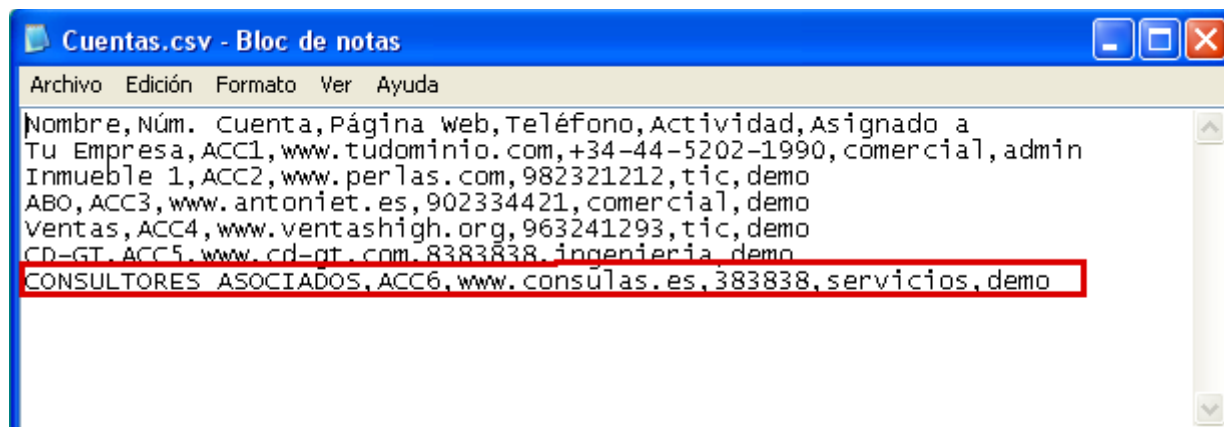 Cuentas.csv - Bloc de notas
Archivo Edición Formato Ver Ayuda
Nombre,Núm. Cuenta,Página Web,Teléfono,Actividad,Asignado a
Tu Empresa,ACC1,www.tudominio.com,+34-44-5202-1990,comercial,admin
Inmueble 1,ACC2,www.perlas.com,982321212,tic,demo
ABO,ACC3,www.antoniet.es,902334421,comercial,demo
Ventas,ACC4,www.ventashigh.org,963241293,tic,demo
CD-GT,ACC5,www.cd-gt.com,8383838,ingenieria,demo
CONSULTORES ASOCIADOS,ACC6,www.consulas.es,383838,servicios,demo